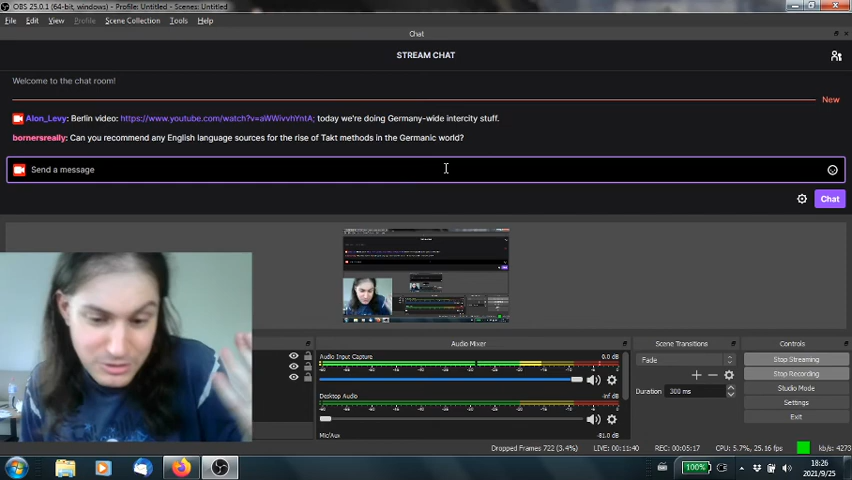 OBS 25.0.1 (64-bit, windows) - Profile: Untitled - Scenes: Untitled
File Edit View Profile Scene Collection Tools Help
Chat
STREAM CHAT
Welcome to the chat room!
New
Alon_Levy: Berlin video: https://www.youtube.com/watch?v=aWWivvhYntA; today we're doing Germany-wide intercity stuff.
bornersreally: Can you recommend any English language sources for the rise of Takt methods in the Germanic world?
Send a message
Chat
Audio Mixer
Scene Transitions
Controls
Audio Input Capture 0.0 dB
Fade
Stop Streaming
Stop Recording
Duration 300 ms
Studio Mode
Desktop Audio -inf dB
Settings
Exit
Mic/Aux -81.0 dB
Dropped Frames 722 (3.4%) LIVE: 00:11:40 REC: 00:05:17 CPU: 5.7%, 25.16 fps kb/s: 4273
100%
18:26
2021/9/25